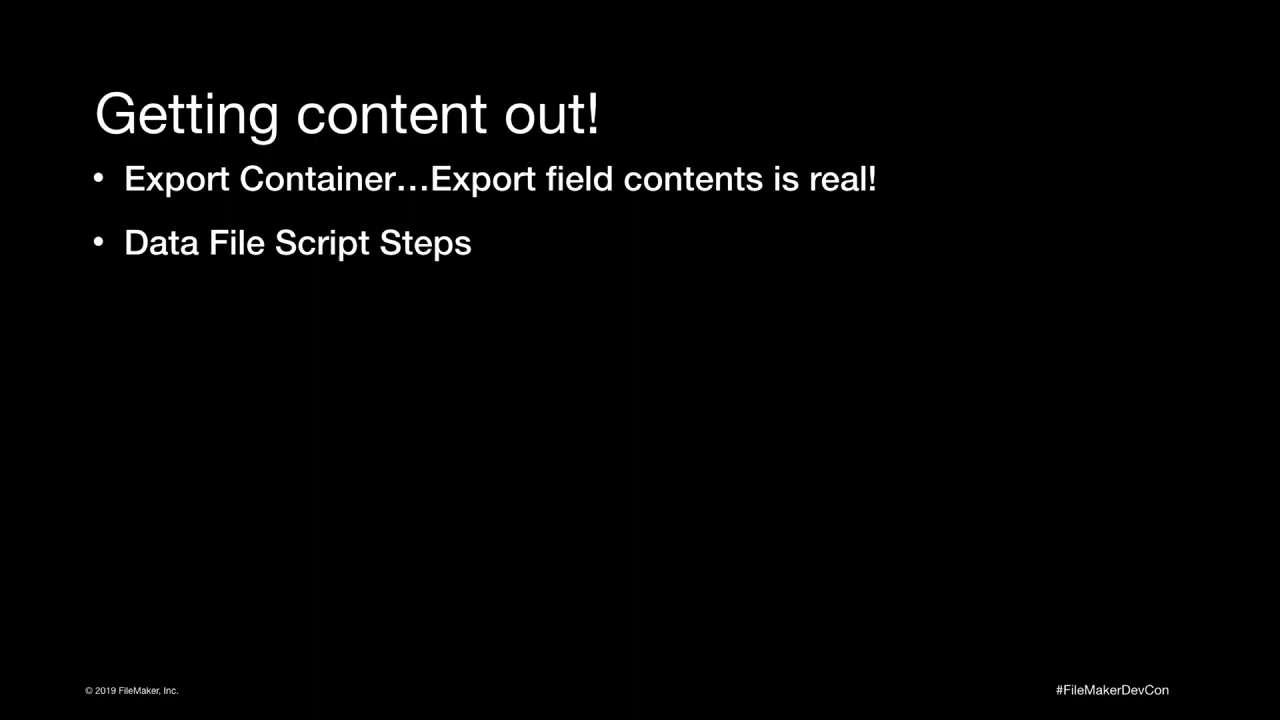 Getting content out!
• Export Container…Export field contents is real!
• Data File Script Steps
© 2019 FileMaker, Inc.
#FileMakerDevCon